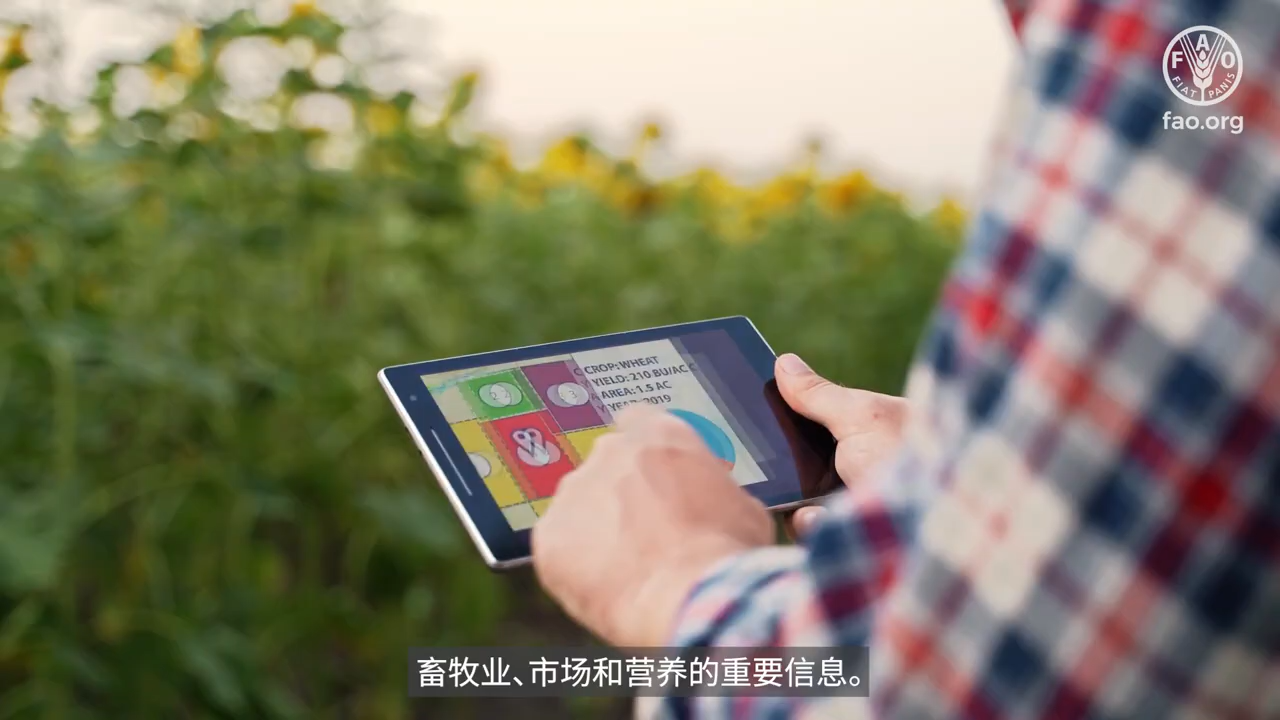 FAO
FIAT PANIS
fao.org
CROP: WHEAT
YIELD: 210 BU/AC
AREA: 1.5 AC
2019
畜牧业、市场和营养的重要信息。